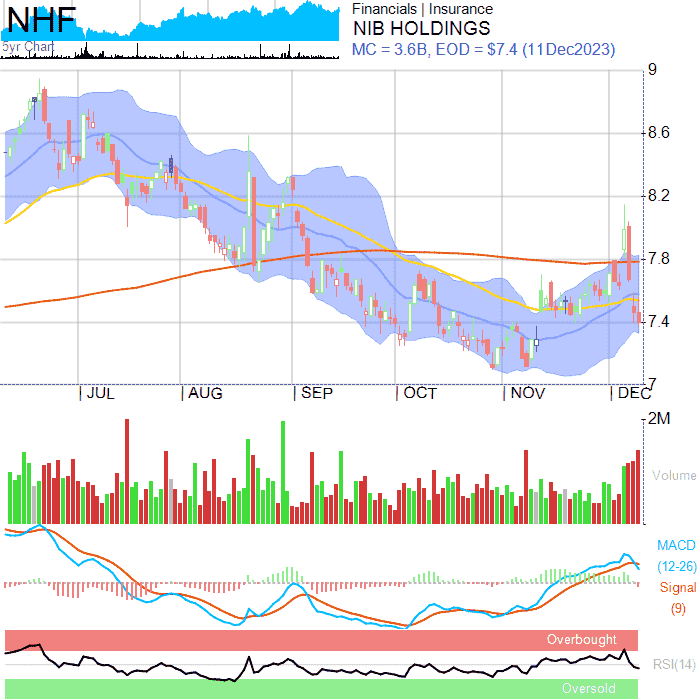 NHF
5yr Chart
Financials | Insurance
NIB HOLDINGS
MC = 3.6B, EOD = $7.4 (11Dec2023)
9
8.6
8.2
7.8
7.4
7
JUL
AUG
SEP
OCT
NOV
DEC
2M
Volume
MACD
(12-26)
Signal
(9)
Overbought
RSI(14)
Oversold